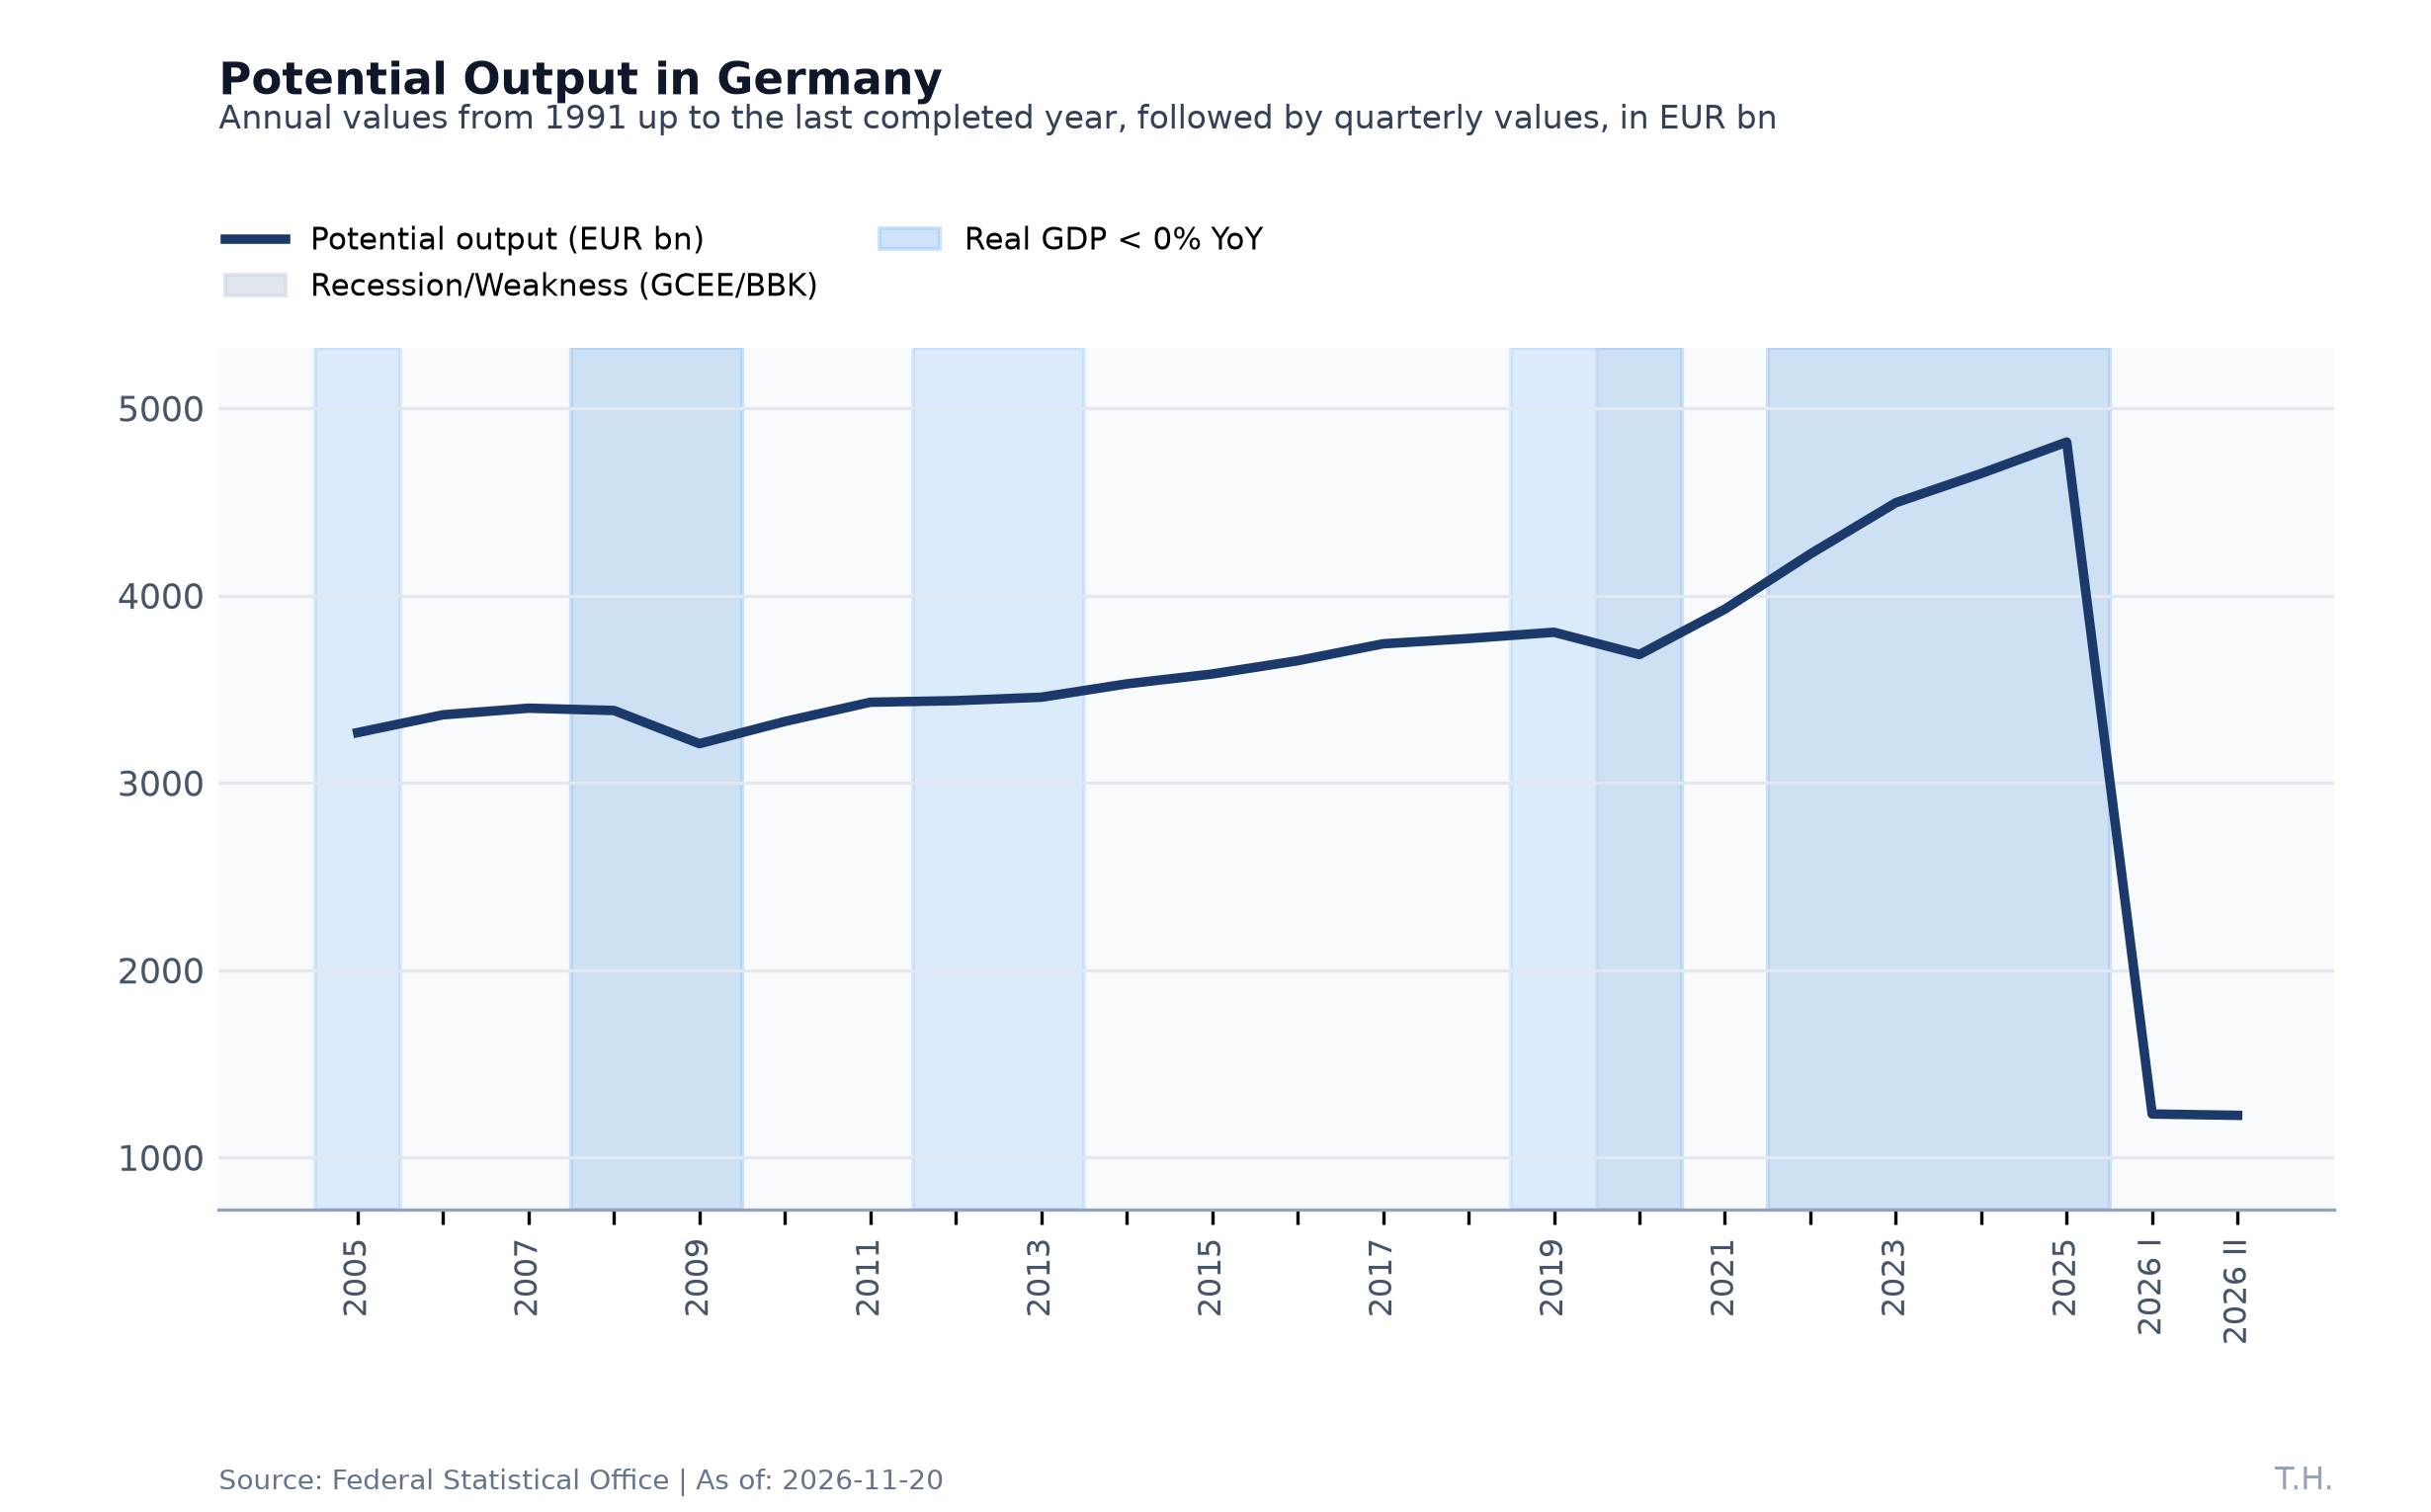 Potential Output in Germany
Annual values from 1991 up to the last completed year, followed by quarterly values, in EUR bn
Potential output (EUR bn)
Real GDP < 0% YoY
Recession/Weakness (GCEE/BBK)
5000
4000
3000
2000
1000
2005
2007
2009
2011
2013
2015
2017
2019
2021
2023
2025
2026 I
2026 II
Source: Federal Statistical Office | As of: 2026-11-20
T.H.